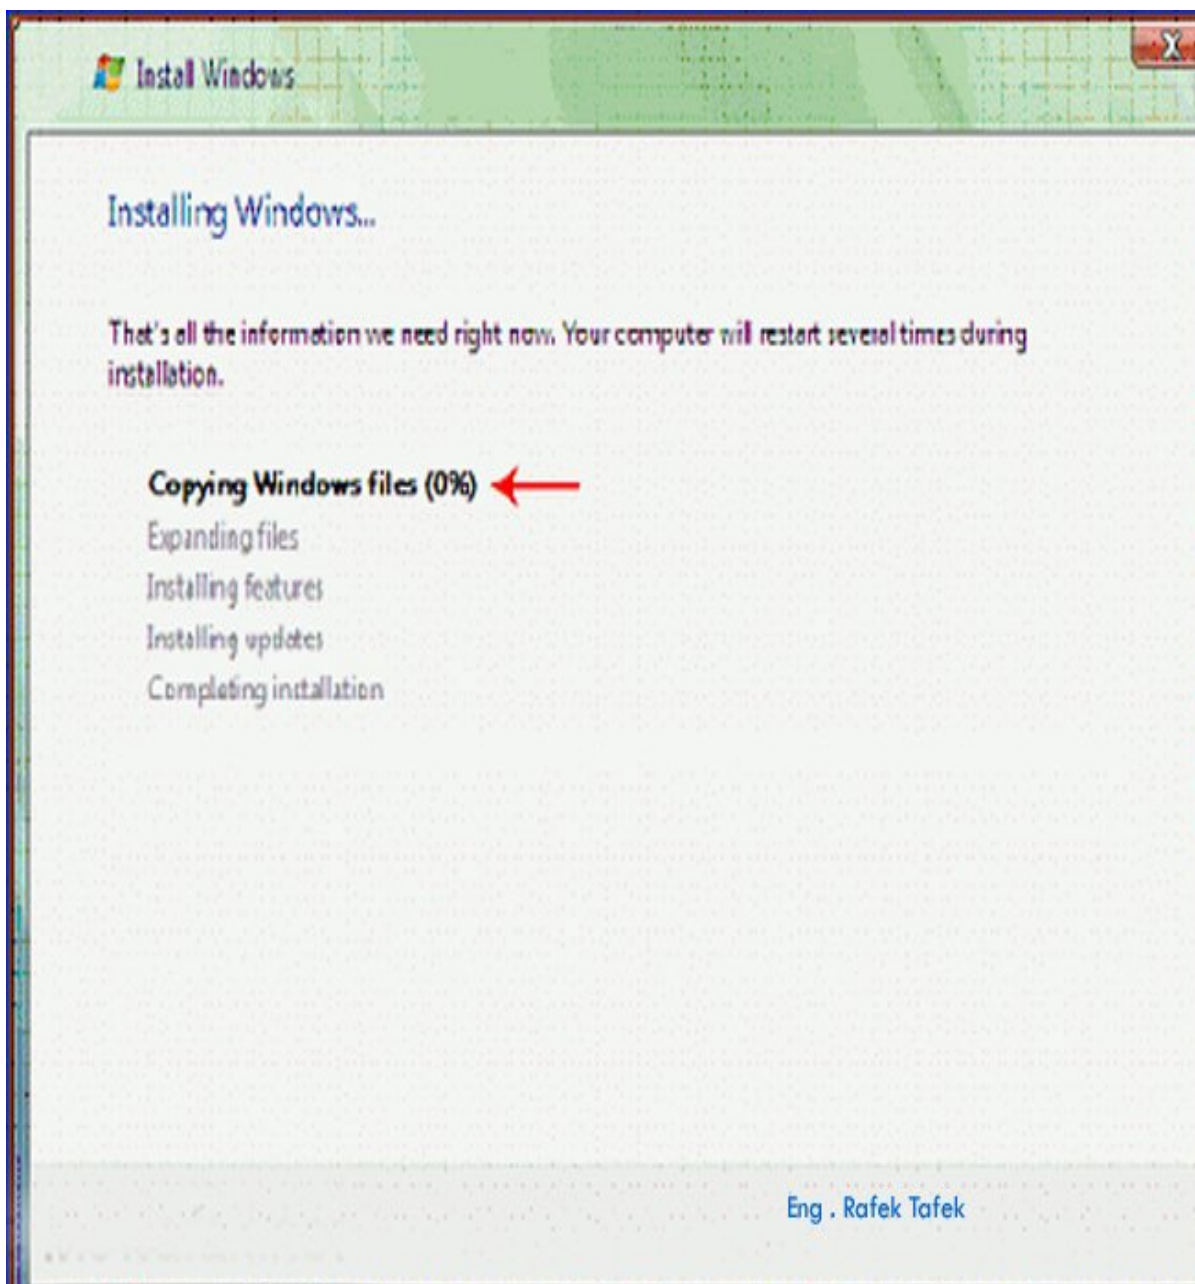 Install Windows
Installing Windows...
That's all the information we need right now. Your computer will restart several times during
installation.
Copying Windows files (0%)
Expanding files
Installing features
Installing updates
Completing installation
Eng . Rafek Tafek